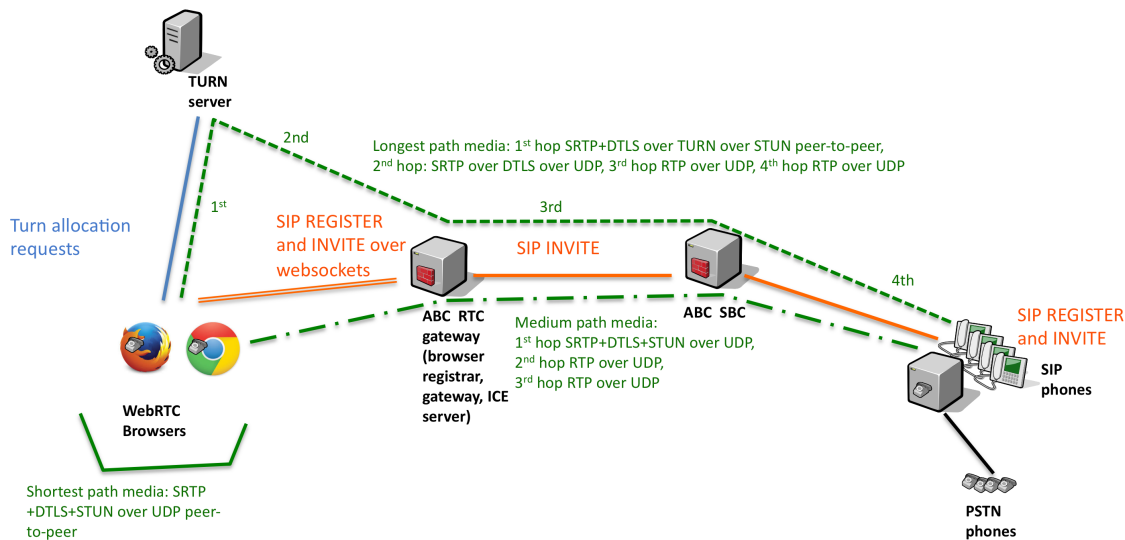 TURN
server
2nd
Longest path media: 1st hop SRTP+DTLS over TURN over STUN peer-to-peer,
2nd hop: SRTP over DTLS over UDP, 3rd hop RTP over UDP, 4th hop RTP over UDP
1st
3rd
Turn allocation
requests
SIP REGISTER
and INVITE over
websockets
SIP INVITE
4th
ABC RTC
gateway
(browser
registrar,
gateway, ICE
server)
ABC SBC
Medium path media:
1st hop SRTP+DTLS+STUN over UDP,
2nd hop RTP over UDP,
3rd hop RTP over UDP
SIP REGISTER
and INVITE
SIP
phones
WebRTC
Browsers
Shortest path media: SRTP
+DTLS+STUN over UDP peer-
to-peer
PSTN
phones